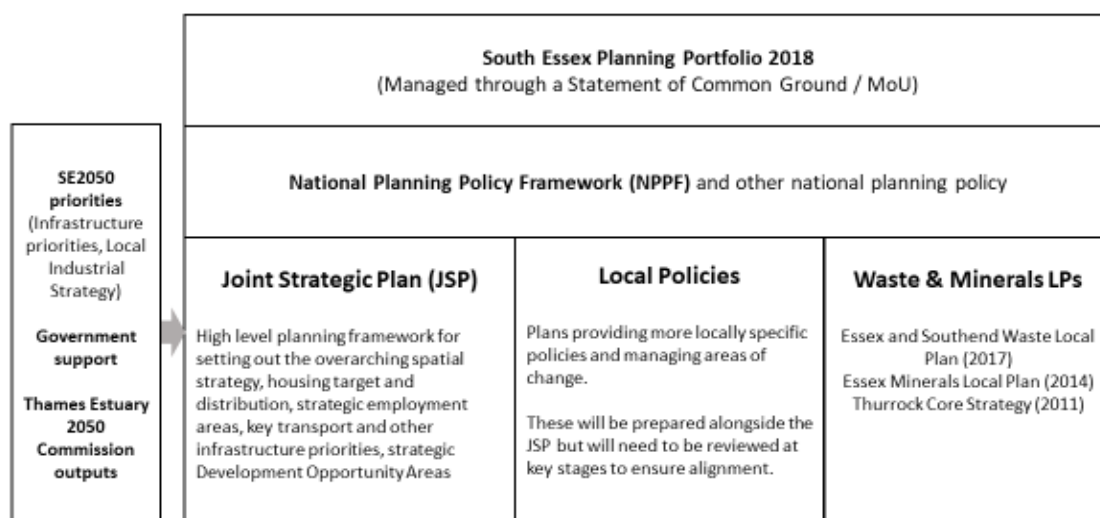 South Essex Planning Portfolio 2018
(Managed through a Statement of Common Ground / MoU)
SE2050
priorities
(Infrastructure
priorities, Local
Industrial
Strategy)
Government
support
Thames Estuary
2050
Commission
outputs
National Planning Policy Framework (NPPF) and other national planning policy
Joint Strategic Plan (JSP)
High level planning framework for
setting out the overarching spatial
strategy, housing target and
distribution, strategic employment
areas, key transport and other
infrastructure priorities, strategic
Development Opportunity Areas
Local Policies
Plans providing more locally specific
policies and managing areas of
change.
These will be prepared alongside the
JSP but will need to be reviewed at
key stages to ensure alignment.
Waste & Minerals LPs
Essex and Southend Waste Local
Plan (2017)
Essex Minerals Local Plan (2014)
Thurrock Core Strategy (2011)